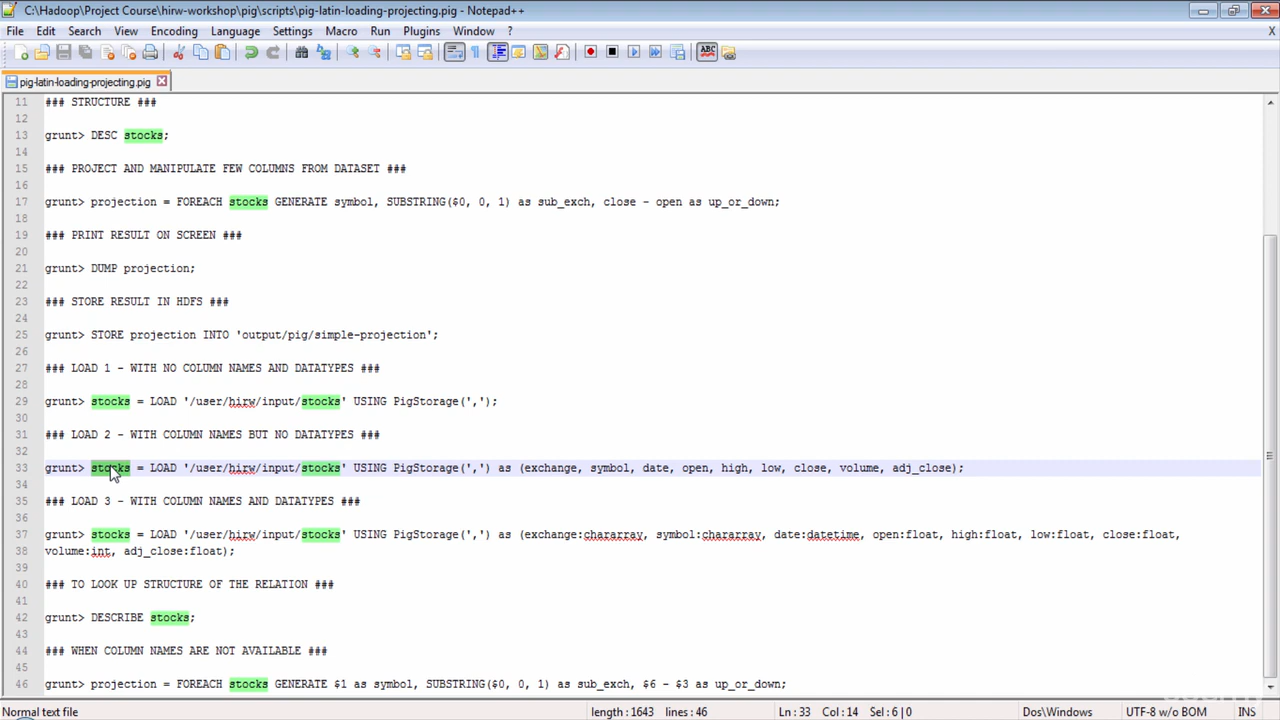 C:\Hadoop\Project Course\hirw-workshop\pig\scripts\pig-latin-loading-projecting.pig - Notepad++
File Edit Search View Encoding Language Settings Macro Run Plugins Window ? X
ABC
pig-latin-loading-projecting.pig
11 ### STRUCTURE ###
12
13 grunt> DESC stocks;
14
15 ### PROJECT AND MANIPULATE FEW COLUMNS FROM DATASET ###
16
17 grunt> projection = FOREACH stocks GENERATE symbol, SUBSTRING($0, 0, 1) as sub_exch, close - open as up_or_down;
18
19 ### PRINT RESULT ON SCREEN ###
20
21 grunt> DUMP projection;
22
23 ### STORE RESULT IN HDFS ###
24
25 grunt> STORE projection INTO 'output/pig/simple-projection';
26
27 ### LOAD 1 - WITH NO COLUMN NAMES AND DATATYPES ###
28
29 grunt> stocks = LOAD '/user/hirw/input/stocks' USING PigStorage(',');
30
31 ### LOAD 2 - WITH COLUMN NAMES BUT NO DATATYPES ###
32
33 grunt> stocks = LOAD '/user/hirw/input/stocks' USING PigStorage(',') as (exchange, symbol, date, open, high, low, close, volume, adj_close);
34
35 ### LOAD 3 - WITH COLUMN NAMES AND DATATYPES ###
36
37 grunt> stocks = LOAD '/user/hirw/input/stocks' USING PigStorage(',') as (exchange:chararray, symbol:chararray, date:datetime, open:float, high:float, low:float, close:float,
38 volume:int, adj_close:float);
39
40 ### TO LOOK UP STRUCTURE OF THE RELATION ###
41
42 grunt> DESCRIBE stocks;
43
44 ### WHEN COLUMN NAMES ARE NOT AVAILABLE ###
45
46 grunt> projection = FOREACH stocks GENERATE $1 as symbol, SUBSTRING($0, 0, 1) as sub_exch, $6 - $3 as up_or_down;
Normal text file length : 1643 lines : 46 Ln : 33 Col : 14 Sel : 6 | 0 Dos\Windows UTF-8 w/o BOM INS